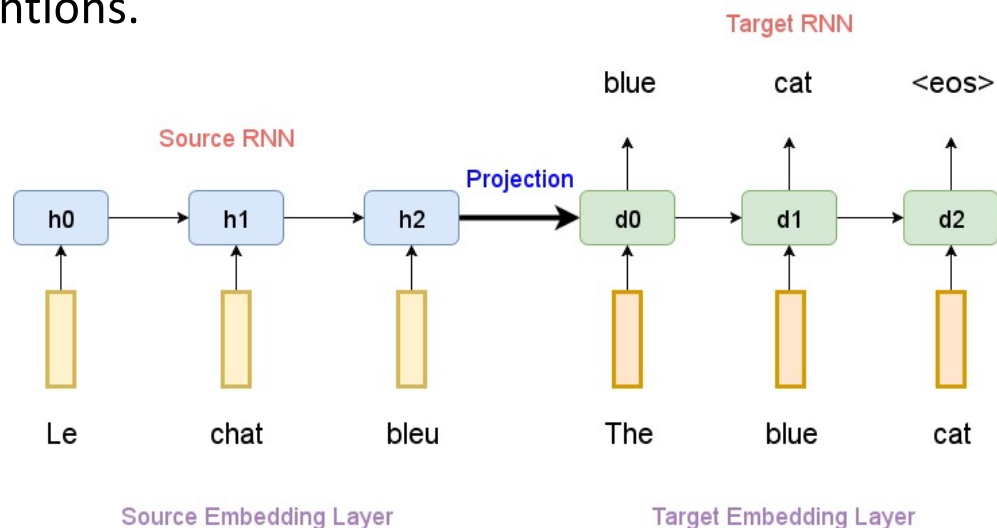 ntions.
Target RNN
blue cat <eos>
Source RNN
Projection
h0 h1 h2 d0 d1 d2
Le chat bleu The blue cat
Source Embedding Layer Target Embedding Layer